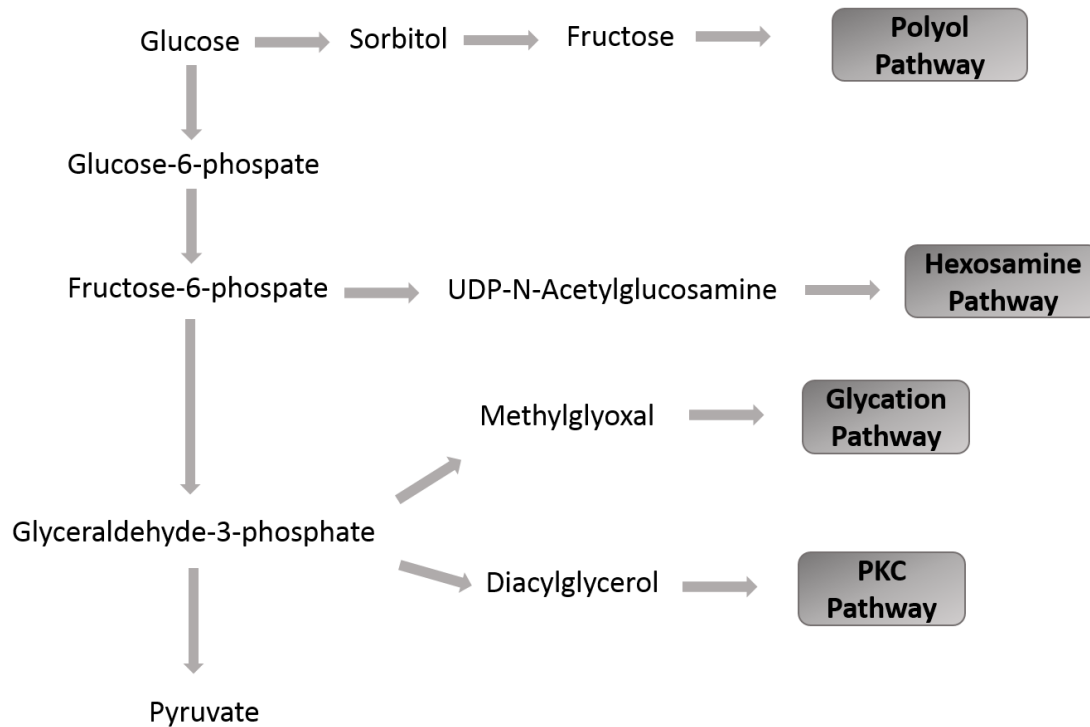 Glucose
Sorbitol
Fructose
Polyol
Pathway
Glucose-6-phospate
Fructose-6-phospate
UDP-N-Acetylglucosamine
Hexosamine
Pathway
Methylglyoxal
Glycation
Pathway
Glyceraldehyde-3-phosphate
Diacylglycerol
PKC
Pathway
Pyruvate